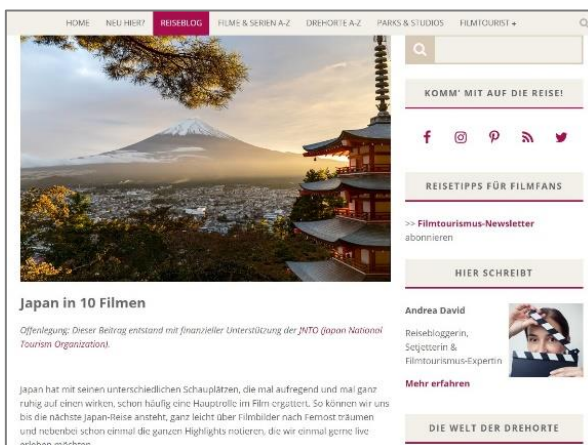 HOME NEU HIER? REISEBLOG FILME & SERIEN A-Z DREHORTE A-Z PARKS & STUDIOS FILMTOURIST
KOMM' MIT AUF DIE REISE!
REISETIPPS FÜR FILMFANS
>> Filmtourismus-Newsletter
abonnieren
HIER SCHREIBT
Andrea David
Reisebloggerin,
Setjetterin &
Filmtourismus-Expertin
Mehr erfahren
DIE WELT DER DREHORTE
Japan in 10 Filmen
Offenlegung: Dieser Beitrag entstand mit finanzieller Unterstützung der JNTO (Japan National
Tourism Organization).
Japan hat mit seinen unterschiedlichen Schauplätzen, die mal aufregend und mal ganz
ruhig auf einen wirken, schon häufig eine Hauptrolle im Film ergattert. So können wir uns
bis die nächste Japan-Reise ansteht, ganz leicht über Filmbilder nach Fernost träumen
und nebenbei schon einmal die ganzen Highlights notieren, die wir einmal gerne live
erleben möchten.